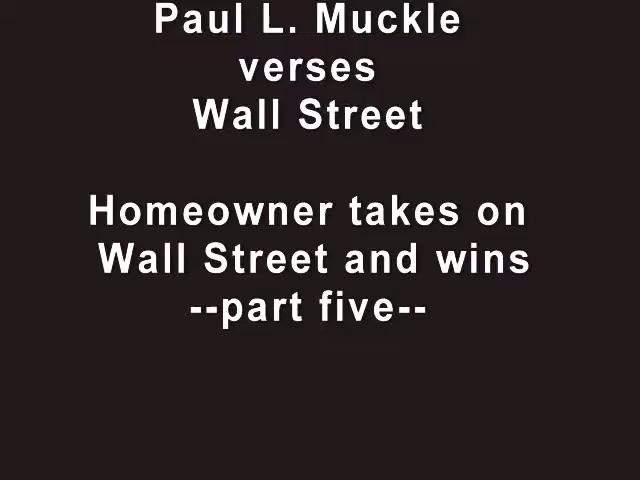 Paul L. Muckle
verses
Wall Street
Homeowner takes on
Wall Street and wins
--part five--